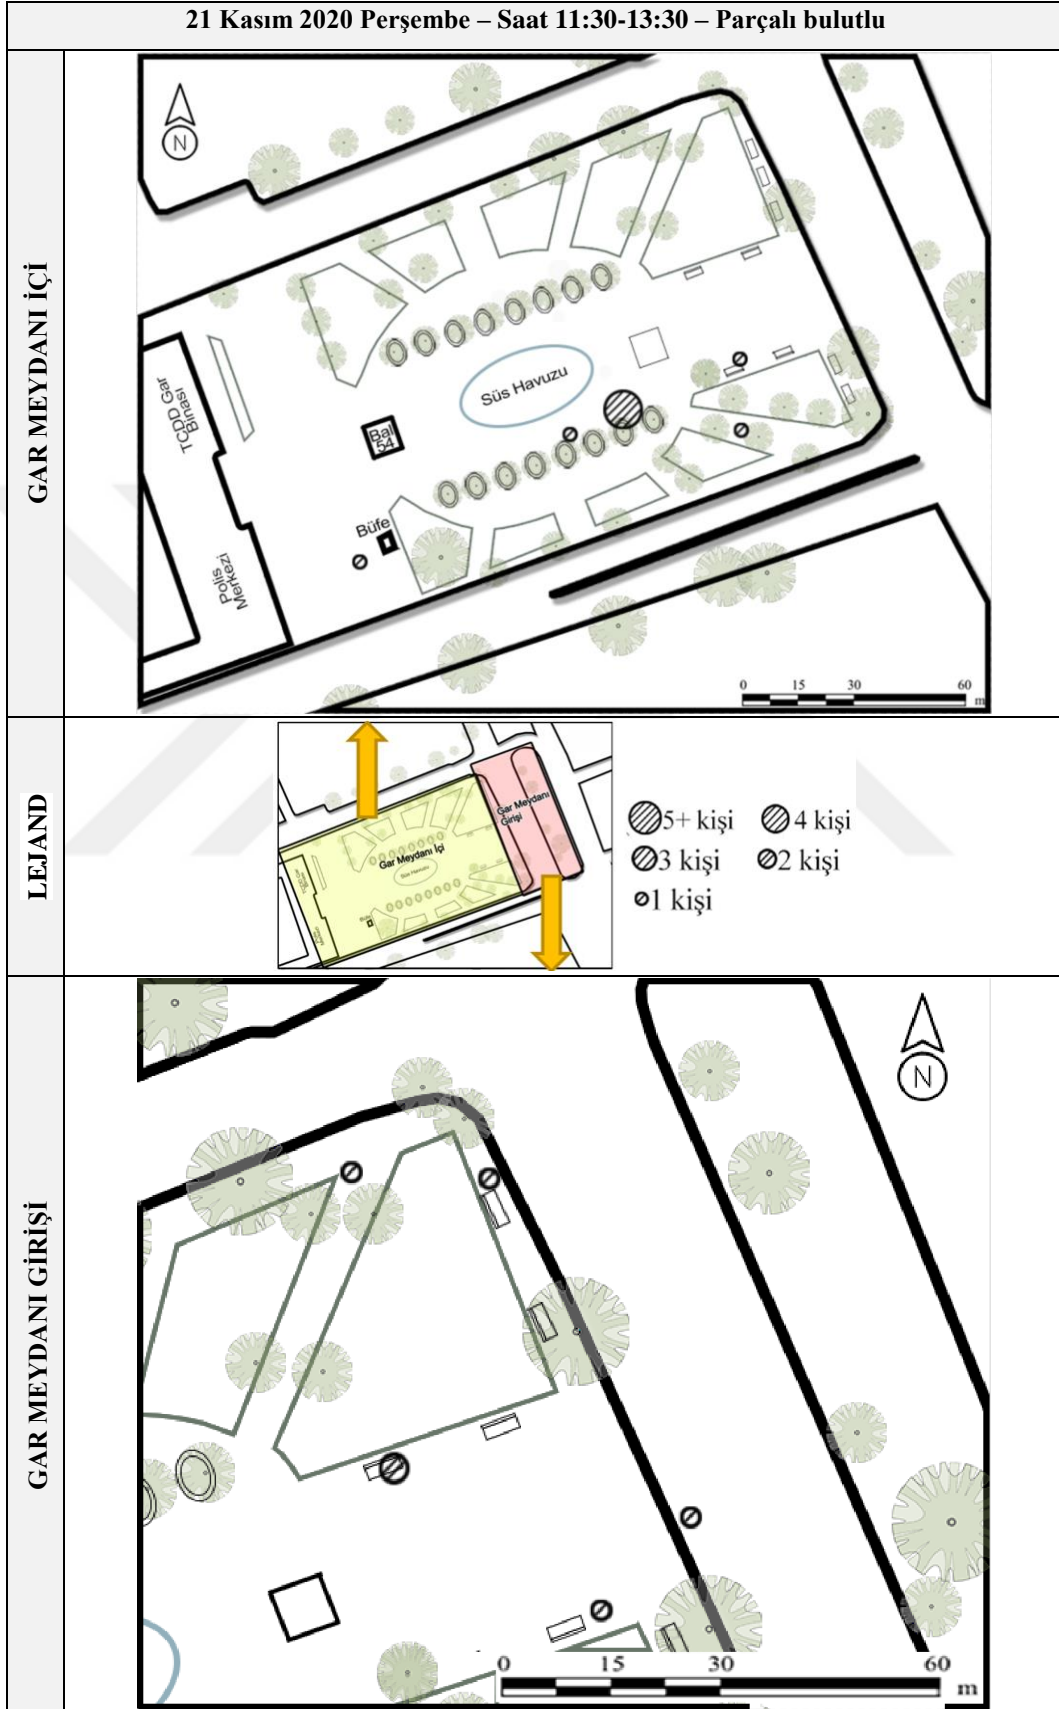 21 Kasım 2020 Perşembe – Saat 11:30-13:30 – Parçalı bulutlu
GAR MEYDANI İÇİ
N
TCDD Gar
Binası
Polis
Merkezi
Bal
54
Büfe
Süs Havuzu
0 15 30 60
m
LEJAND
Gar Meydanı
Girişi
Gar Meydanı İçi
Süs Havuzu
Büfe
5+ kişi 4 kişi
3 kişi 2 kişi
1 kişi
GAR MEYDANI GİRİŞİ
N
0 15 30 60
m